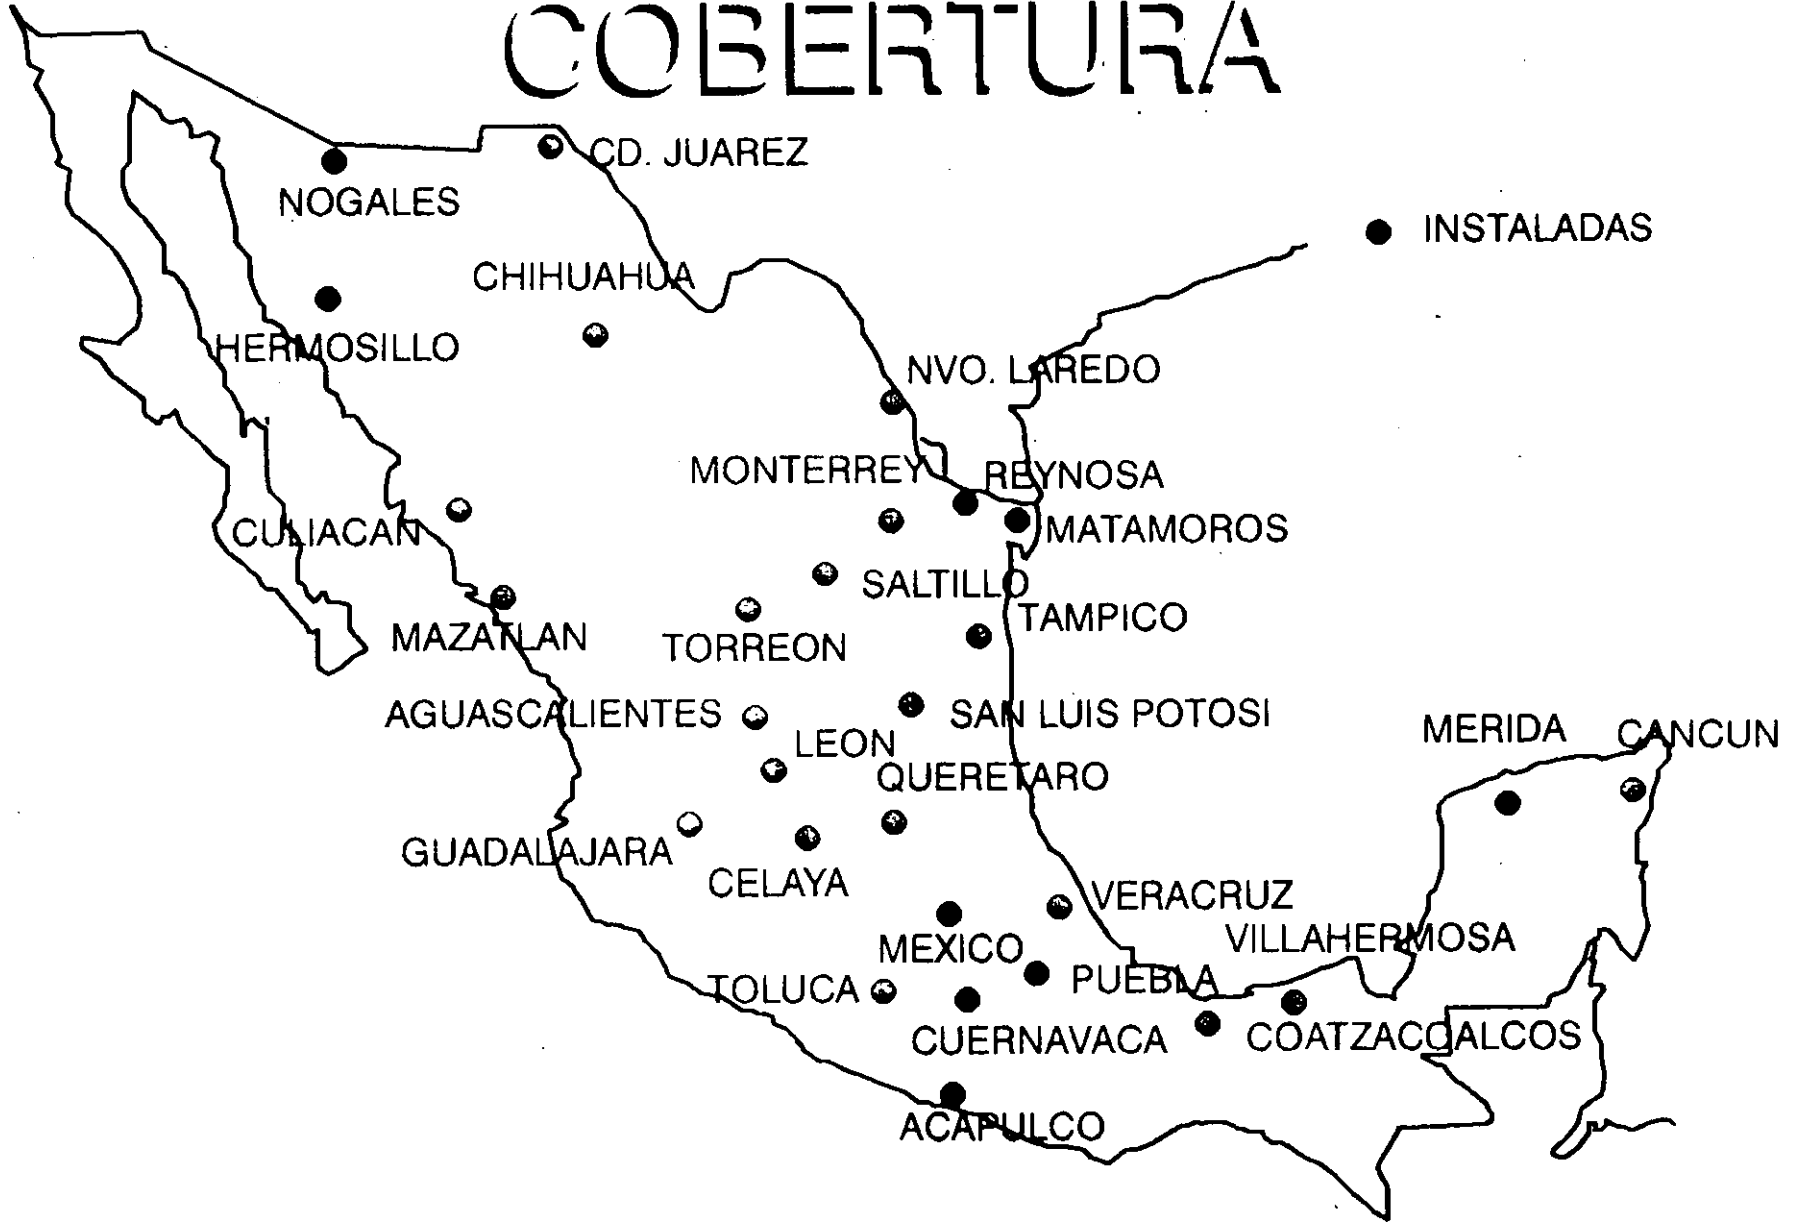 COBERTURA
CD. JUAREZ
NOGALES
INSTALADAS
CHIHUAHUA
HERMOSILLO
NVO. LAREDO
MONTERREY
REYNOSA
CULIACAN
MATAMOROS
SALTILLO
TAMPICO
MAZATLAN
TORREON
AGUASCALIENTES
SAN LUIS POTOSI
MERIDA
CANCUN
LEON
QUERETARO
GUADALAJARA
CELAYA
VERACRUZ
VILLAHERMOSA
MEXICO
PUEBLA
TOLUCA
CUERNAVACA
COATZACOALCOS
ACAPULCO